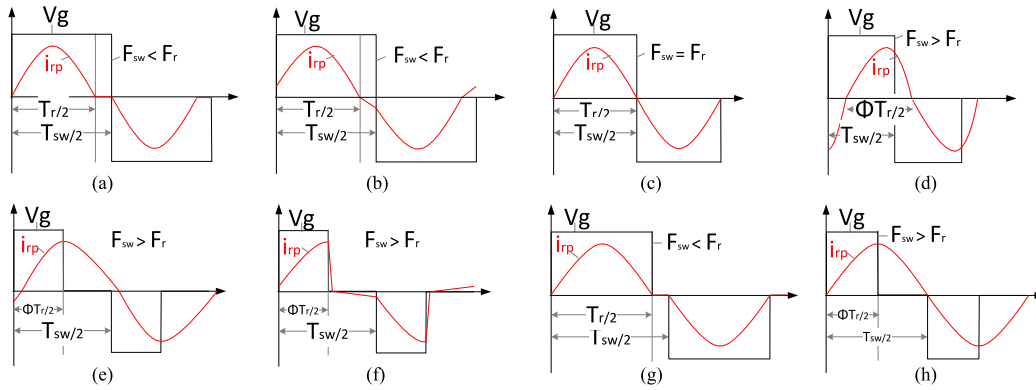 Vg
irp
Fsw < Fr
Tr/2
Tsw/2
(a)
Vg
irp
Fsw < Fr
Tr/2
Tsw/2
(b)
Vg
irp
Fsw = Fr
Tr/2
Tsw/2
(c)
Vg
irp
Fsw > Fr
ΦTr/2
Tsw/2
(d)
Vg
irp
Fsw > Fr
ΦTr/2
Tsw/2
(e)
Vg
irp
Fsw > Fr
ΦTr/2
Tsw/2
(f)
Vg
irp
Fsw < Fr
Tr/2
Tsw/2
(g)
Vg
irp
Fsw > Fr
ΦTr/2
Tsw/2
(h)